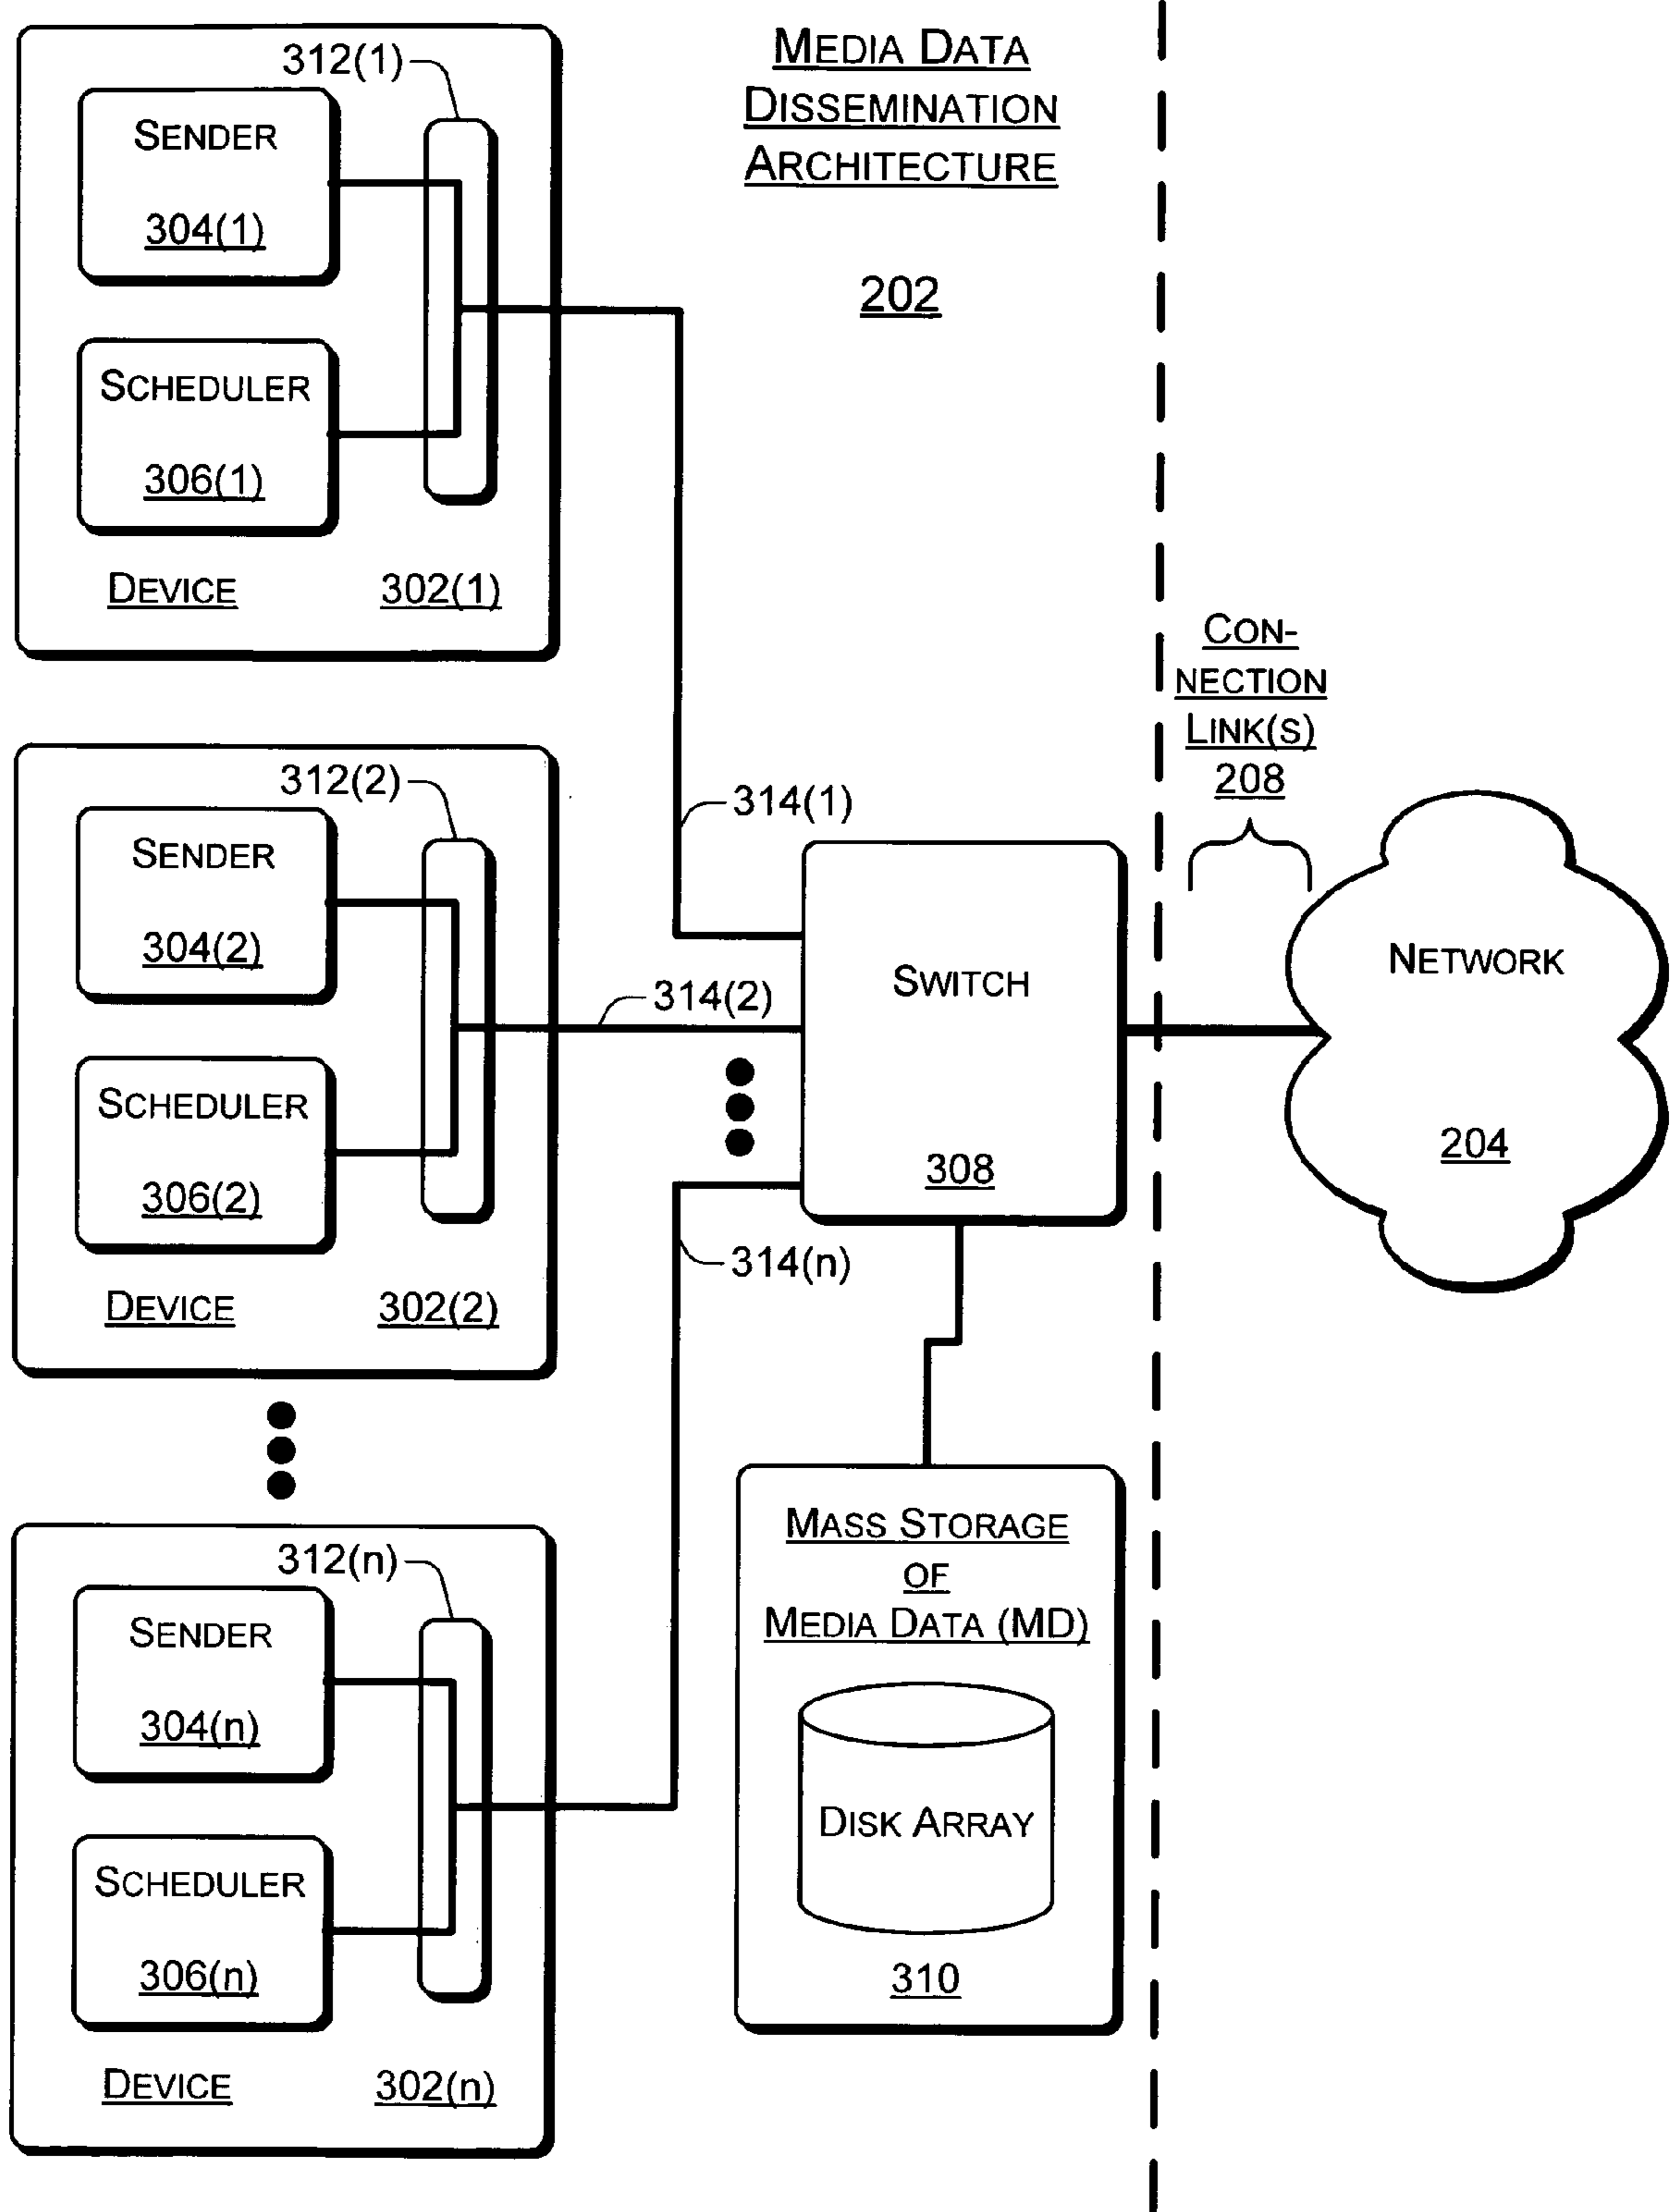 MEDIA DATA
DISSEMINATION
ARCHITECTURE
202
312(1)
SENDER
304(1)
SCHEDULER
306(1)
DEVICE 302(1)
312(2)
SENDER
304(2)
SCHEDULER
306(2)
DEVICE 302(2)
312(n)
SENDER
304(n)
SCHEDULER
306(n)
DEVICE 302(n)
314(1)
314(2)
314(n)
SWITCH
308
MASS STORAGE
OF
MEDIA DATA (MD)
DISK ARRAY
310
CON-
NECTION
LINK(S)
208
NETWORK
204